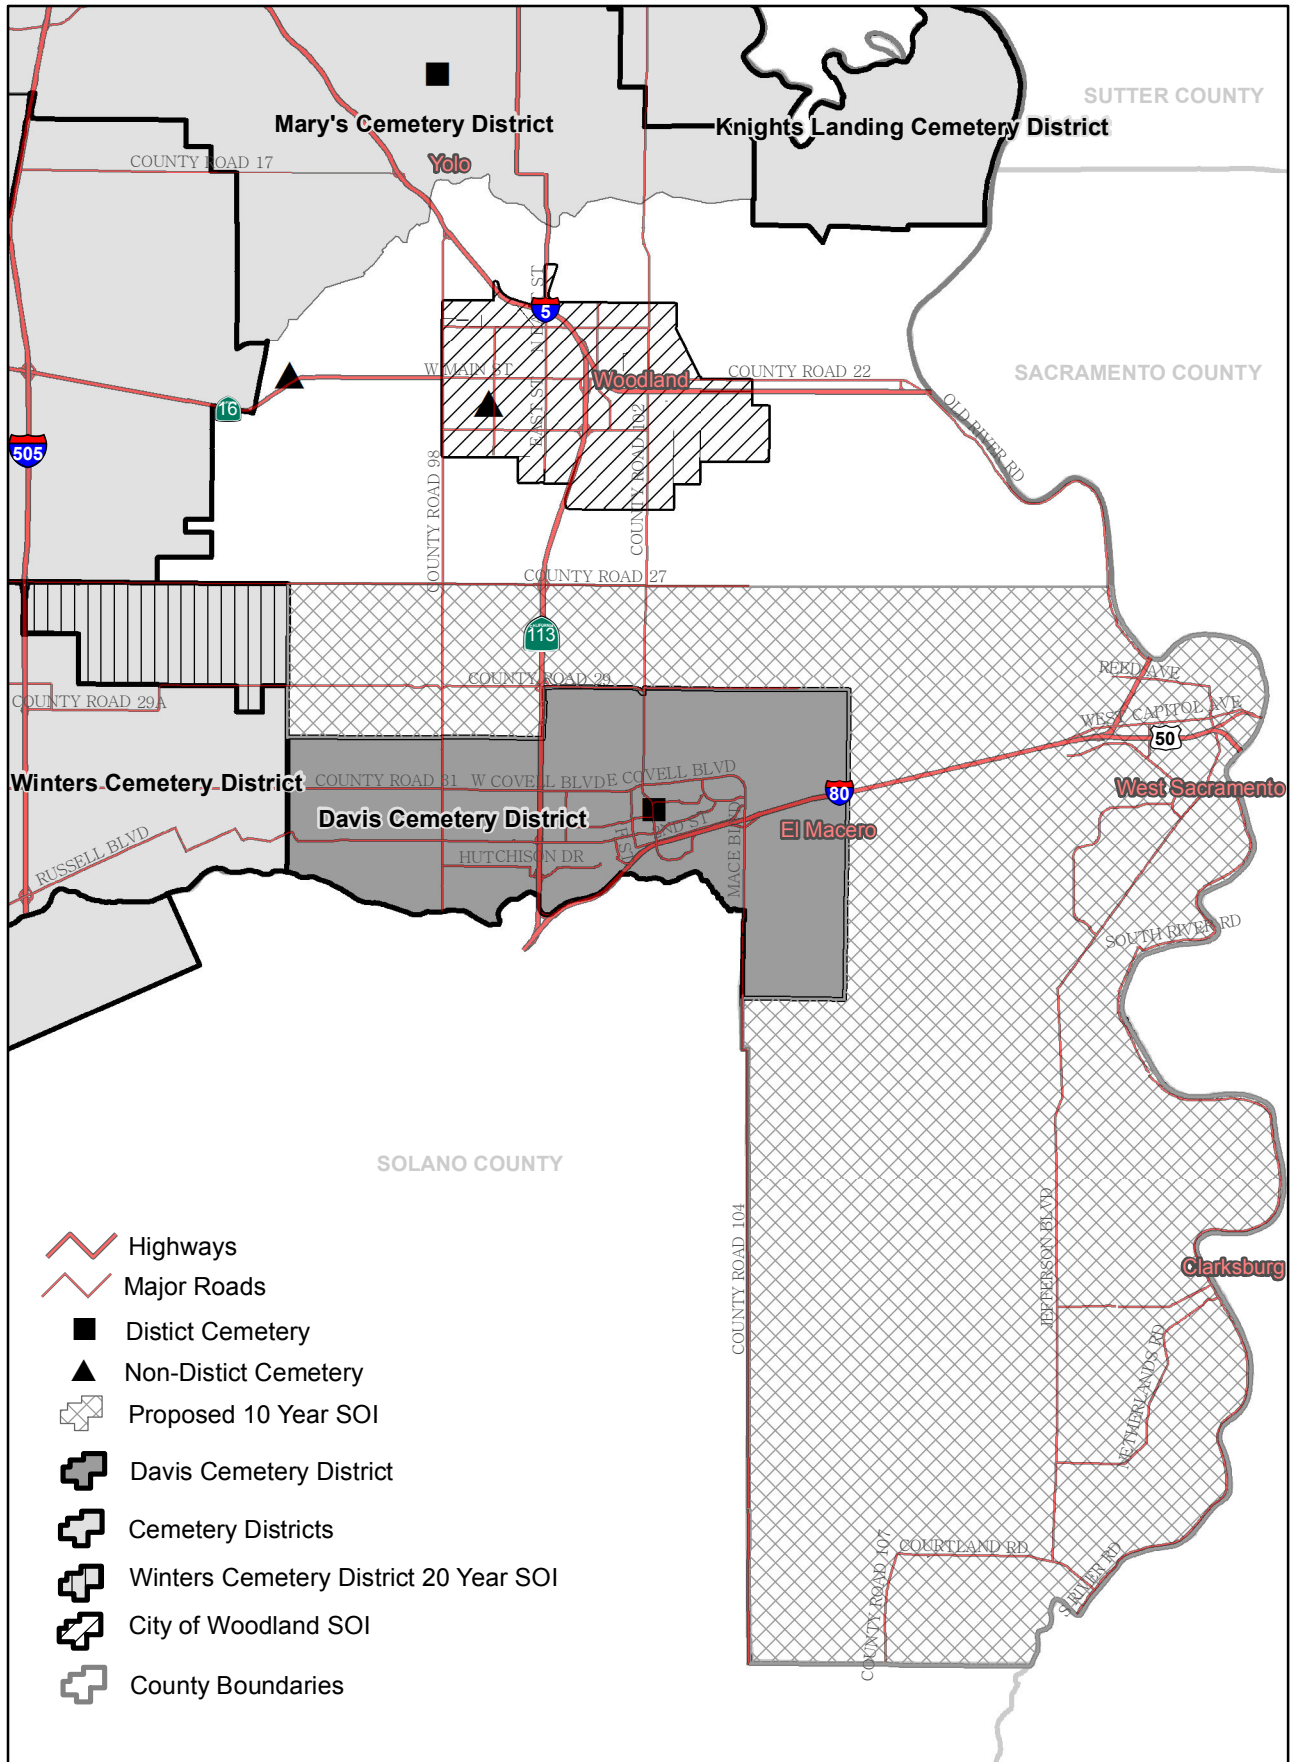 SUTTER COUNTY
Mary's Cemetery District
Knights Landing Cemetery District
COUNTY ROAD 17
Yolo
5
W MAIN ST
Woodland
COUNTY ROAD 22
SACRAMENTO COUNTY
16
OLD RIVER RD
505
EAST ST
COUNTY ROAD 102
COUNTY ROAD 98
COUNTY ROAD 27
CALIFORNIA
113
REED AVE
COUNTY ROAD 29
COUNTY ROAD 29A
WEST CAPITOL AVE
50
Winters Cemetery District
COUNTY ROAD 31
W COVELL BLVD
E COVELL BLVD
80
West Sacramento
Davis Cemetery District
El Macero
RUSSELL BLVD
2ND ST
F ST
HUTCHISON DR
MACE BLVD
SOUTH RIVER RD
SOLANO COUNTY
COUNTY ROAD 104
JEFFERSON BLVD
Clarksburg
NETHERLANDS RD
COURTLAND RD
COUNTY ROAD 107
S RIVER RD
Highways
Major Roads
Distict Cemetery
Non-Distict Cemetery
Proposed 10 Year SOI
Davis Cemetery District
Cemetery Districts
Winters Cemetery District 20 Year SOI
City of Woodland SOI
County Boundaries